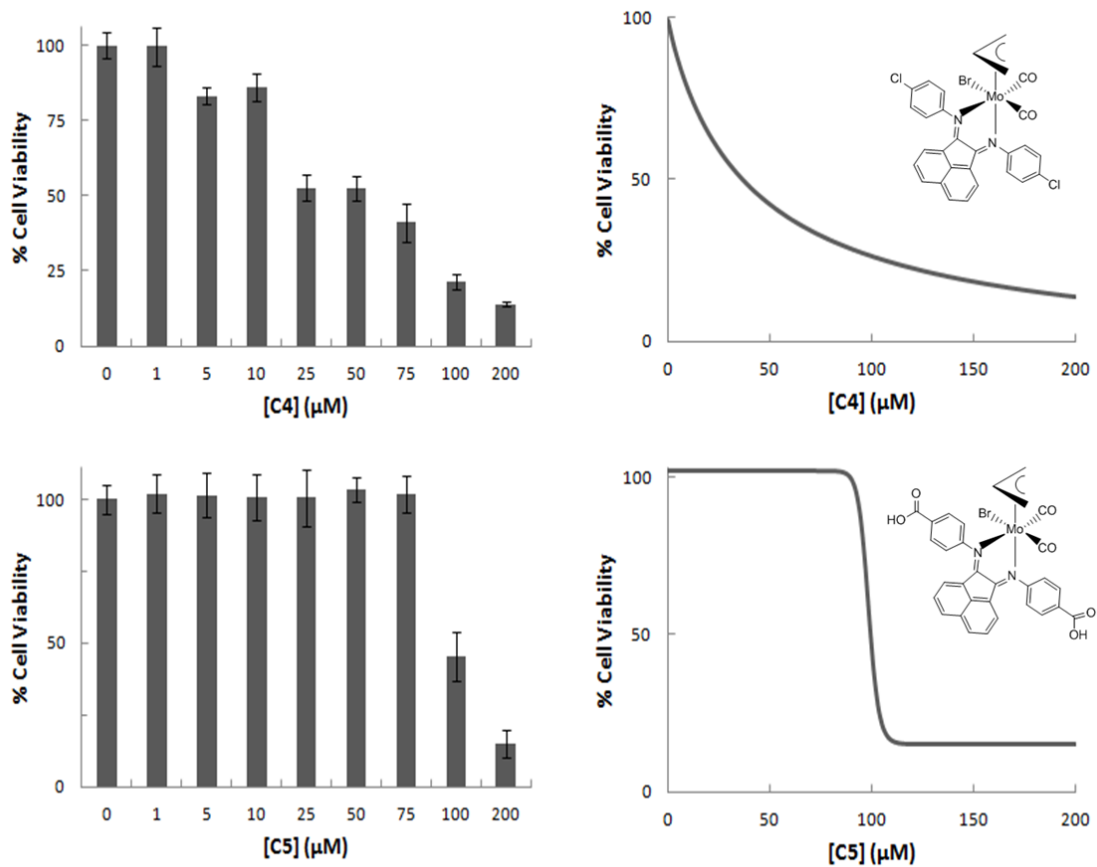 % Cell Viability
100
75
50
25
0
0 1 5 10 25 50 75 100 200
[C4] (µM)
% Cell Viability
100
50
0
0 50 100 150 200
[C4] (µM)
Cl
Br
Mo
CO
CO
N
N
Cl
% Cell Viability
100
50
0
0 1 5 10 25 50 75 100 200
[C5] (µM)
% Cell Viability
100
50
0
0 50 100 150 200
[C5] (µM)
O
HO
Br
Mo
CO
CO
N
N
O
OH